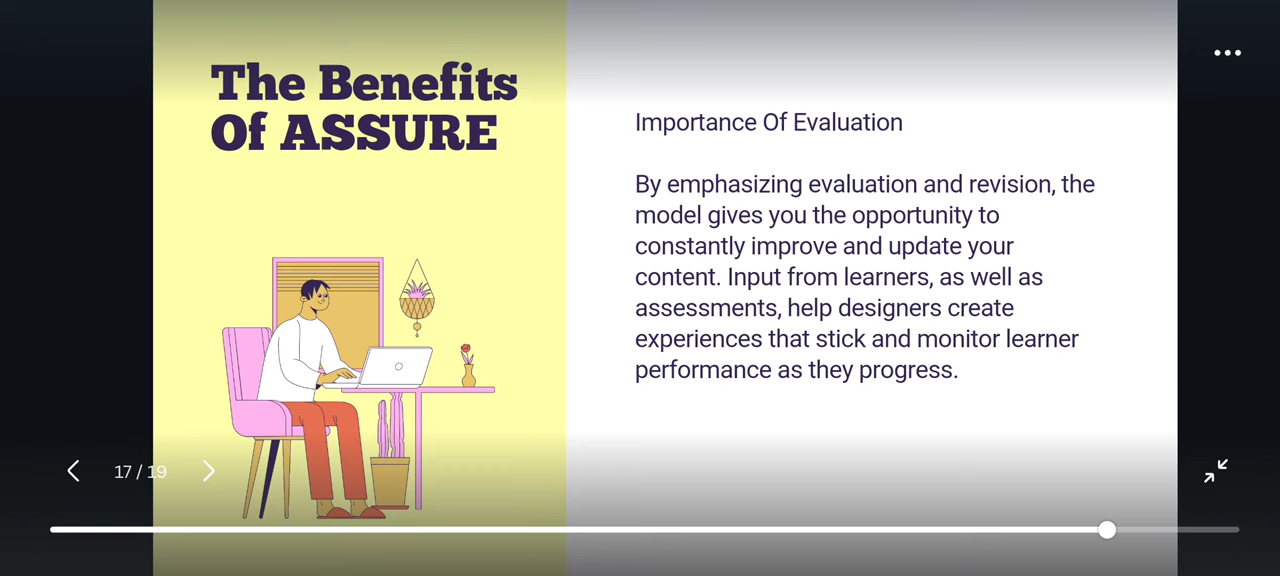 The Benefits
Of ASSURE
Importance Of Evaluation
By emphasizing evaluation and revision, the
model gives you the opportunity to
constantly improve and update your
content. Input from learners, as well as
assessments, help designers create
experiences that stick and monitor learner
performance as they progress.
17 / 19